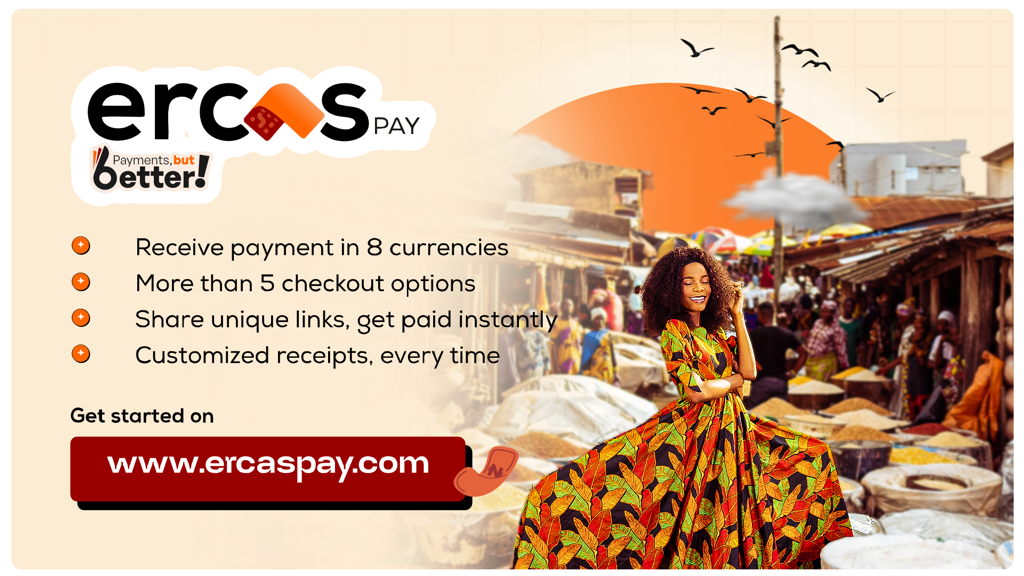 ercas PAY
Payments, but
better!
Receive payment in 8 currencies
More than 5 checkout options
Share unique links, get paid instantly
Customized receipts, every time
Get started on
www.ercaspay.com
N